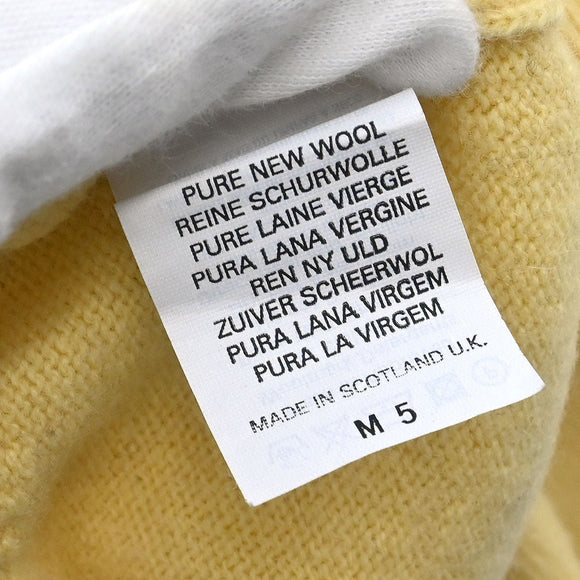 PURE NEW WOOL
REINE SCHURWOLLE
PURE LAINE VIERGE
PURA LANA VERGINE
REN NY ULD
ZUIVER SCHEERWOL
PURA LANA VIRGEM
PURA LA VIRGEM
MADE IN SCOTLAND U.K.
M 5